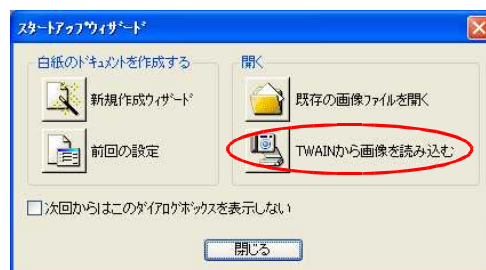 スタートアップウィザード
白紙のドキュメントを作成する
新規作成ウィザード
前回の設定
開く
既存の画像ファイルを開く
TWAINから画像を読み込む
次回からはこのダイアログボックスを表示しない
閉じる